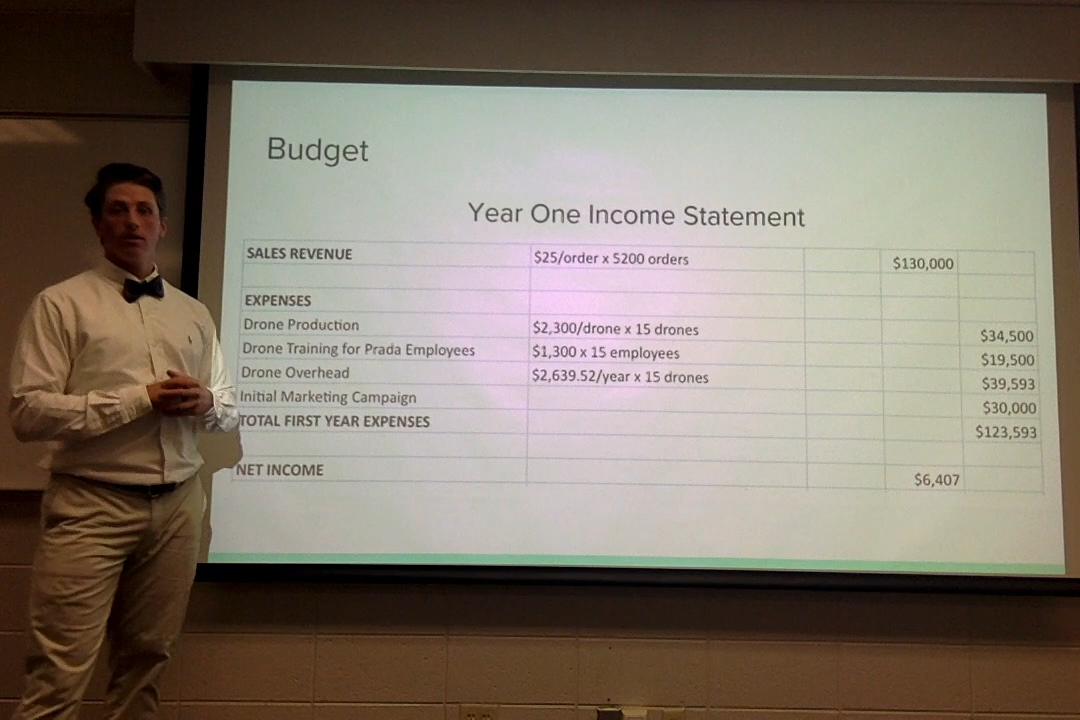 Budget
Year One Income Statement
SALES REVENUE $25/order x 5200 orders $130,000
EXPENSES
Drone Production $2,300/drone x 15 drones $34,500
Drone Training for Prada Employees $1,300 x 15 employees $19,500
Drone Overhead $2,639.52/year x 15 drones $39,593
Initial Marketing Campaign $30,000
TOTAL FIRST YEAR EXPENSES $123,593
NET INCOME $6,407